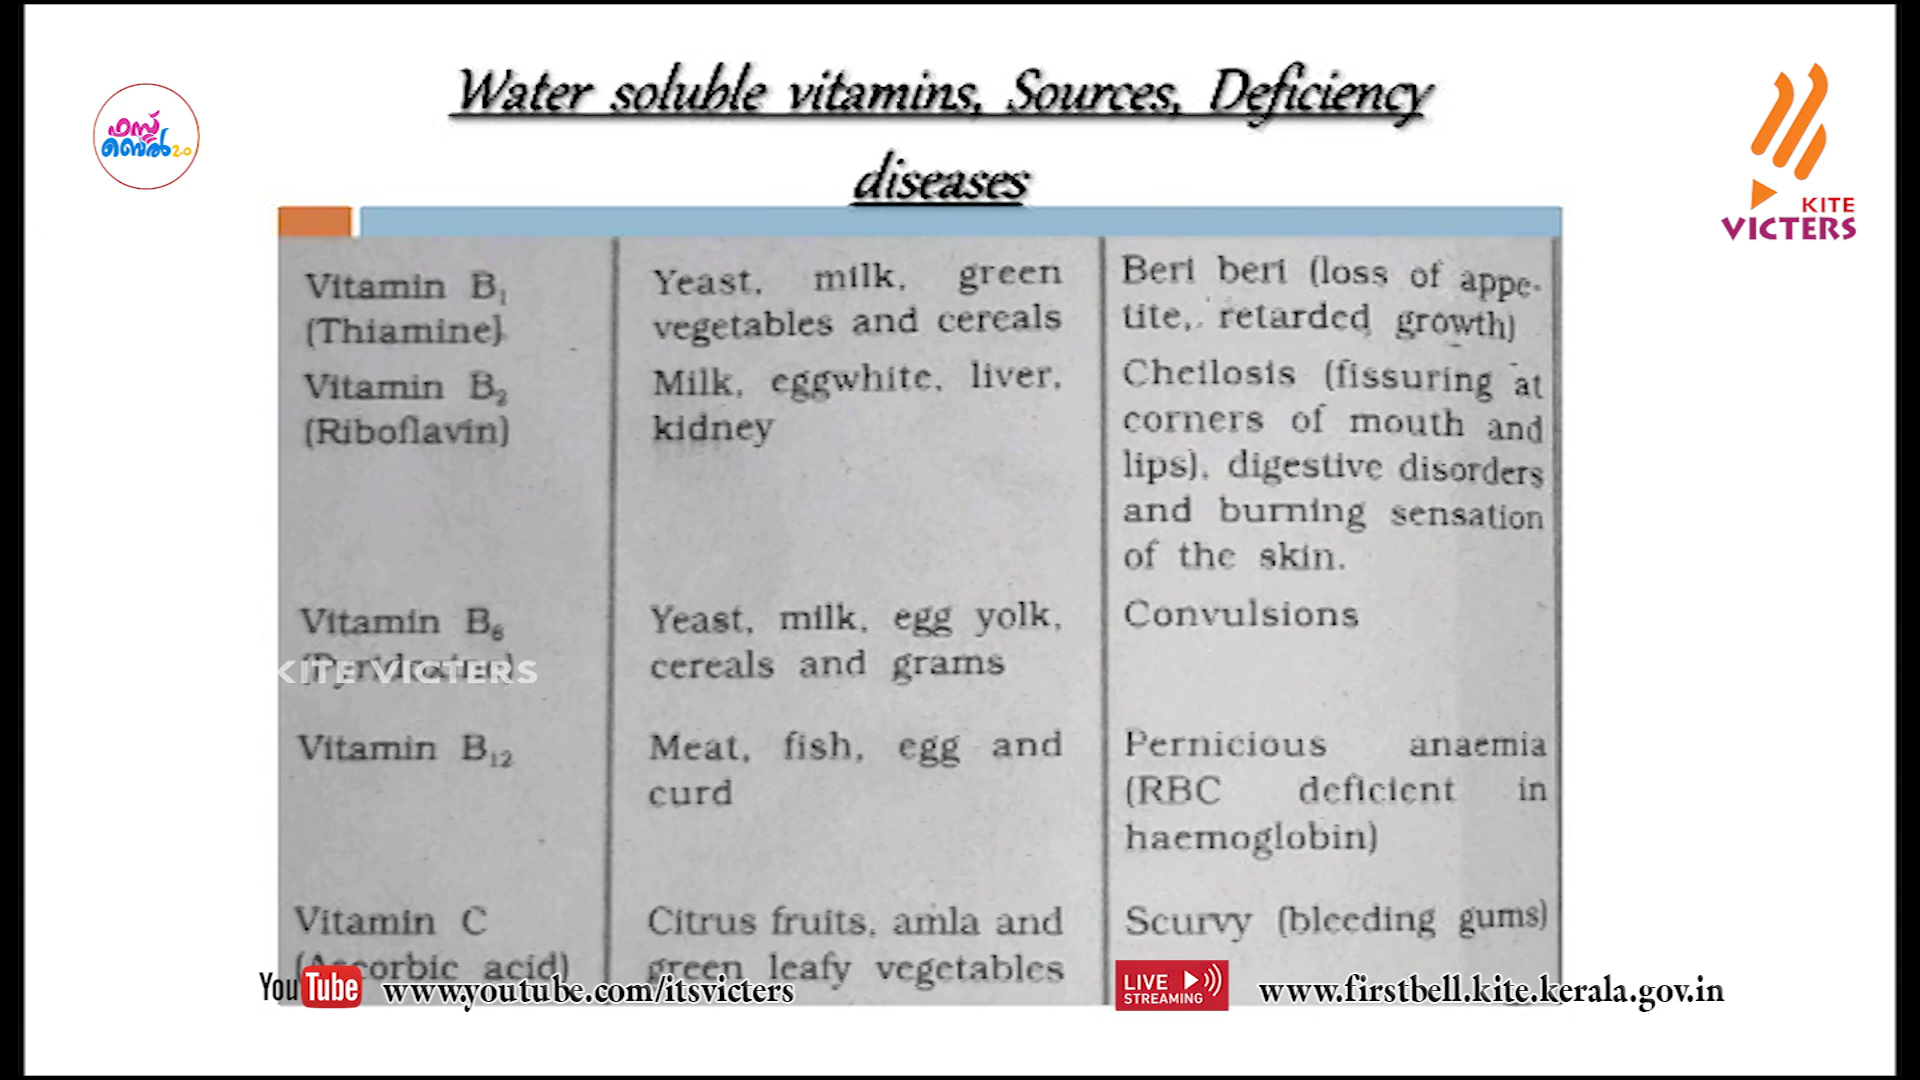 Water soluble vitamins, Sources, Deficiency
diseases
ഫസ്റ്റ്
ബെൽ 2.0
KITE
VICTERS
Vitamin B₁
(Thiamine)
Yeast, milk, green
vegetables and cereals
Beri beri (loss of appe-
tite, retarded growth)
Vitamin B₂
(Riboflavin)
Milk, eggwhite, liver,
kidney
Cheilosis (fissuring at
corners of mouth and
lips), digestive disorders
and burning sensation
of the skin.
Vitamin B₆
KITE VICTERS
Yeast, milk, egg yolk,
cereals and grams
Convulsions
Vitamin B₁₂
Meat, fish, egg and
curd
Pernicious anaemia
(RBC deficient in
haemoglobin)
Vitamin C
(Ascorbic acid)
Citrus fruits, amla and
green leafy vegetables
Scurvy (bleeding gums)
YouTube www.youtube.com/itsvicters
LIVE
STREAMING
www.firstbell.kite.kerala.gov.in